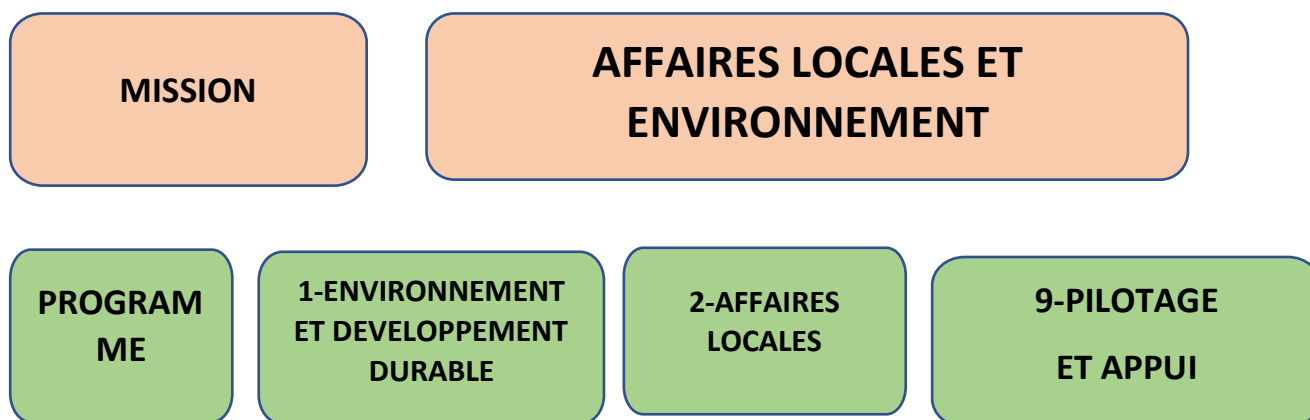 MISSION
AFFAIRES LOCALES ET
ENVIRONNEMENT
PROGRAM
ME
1-ENVIRONNEMENT
ET DEVELOPPEMENT
DURABLE
2-AFFAIRES
LOCALES
9-PILOTAGE
ET APPUI